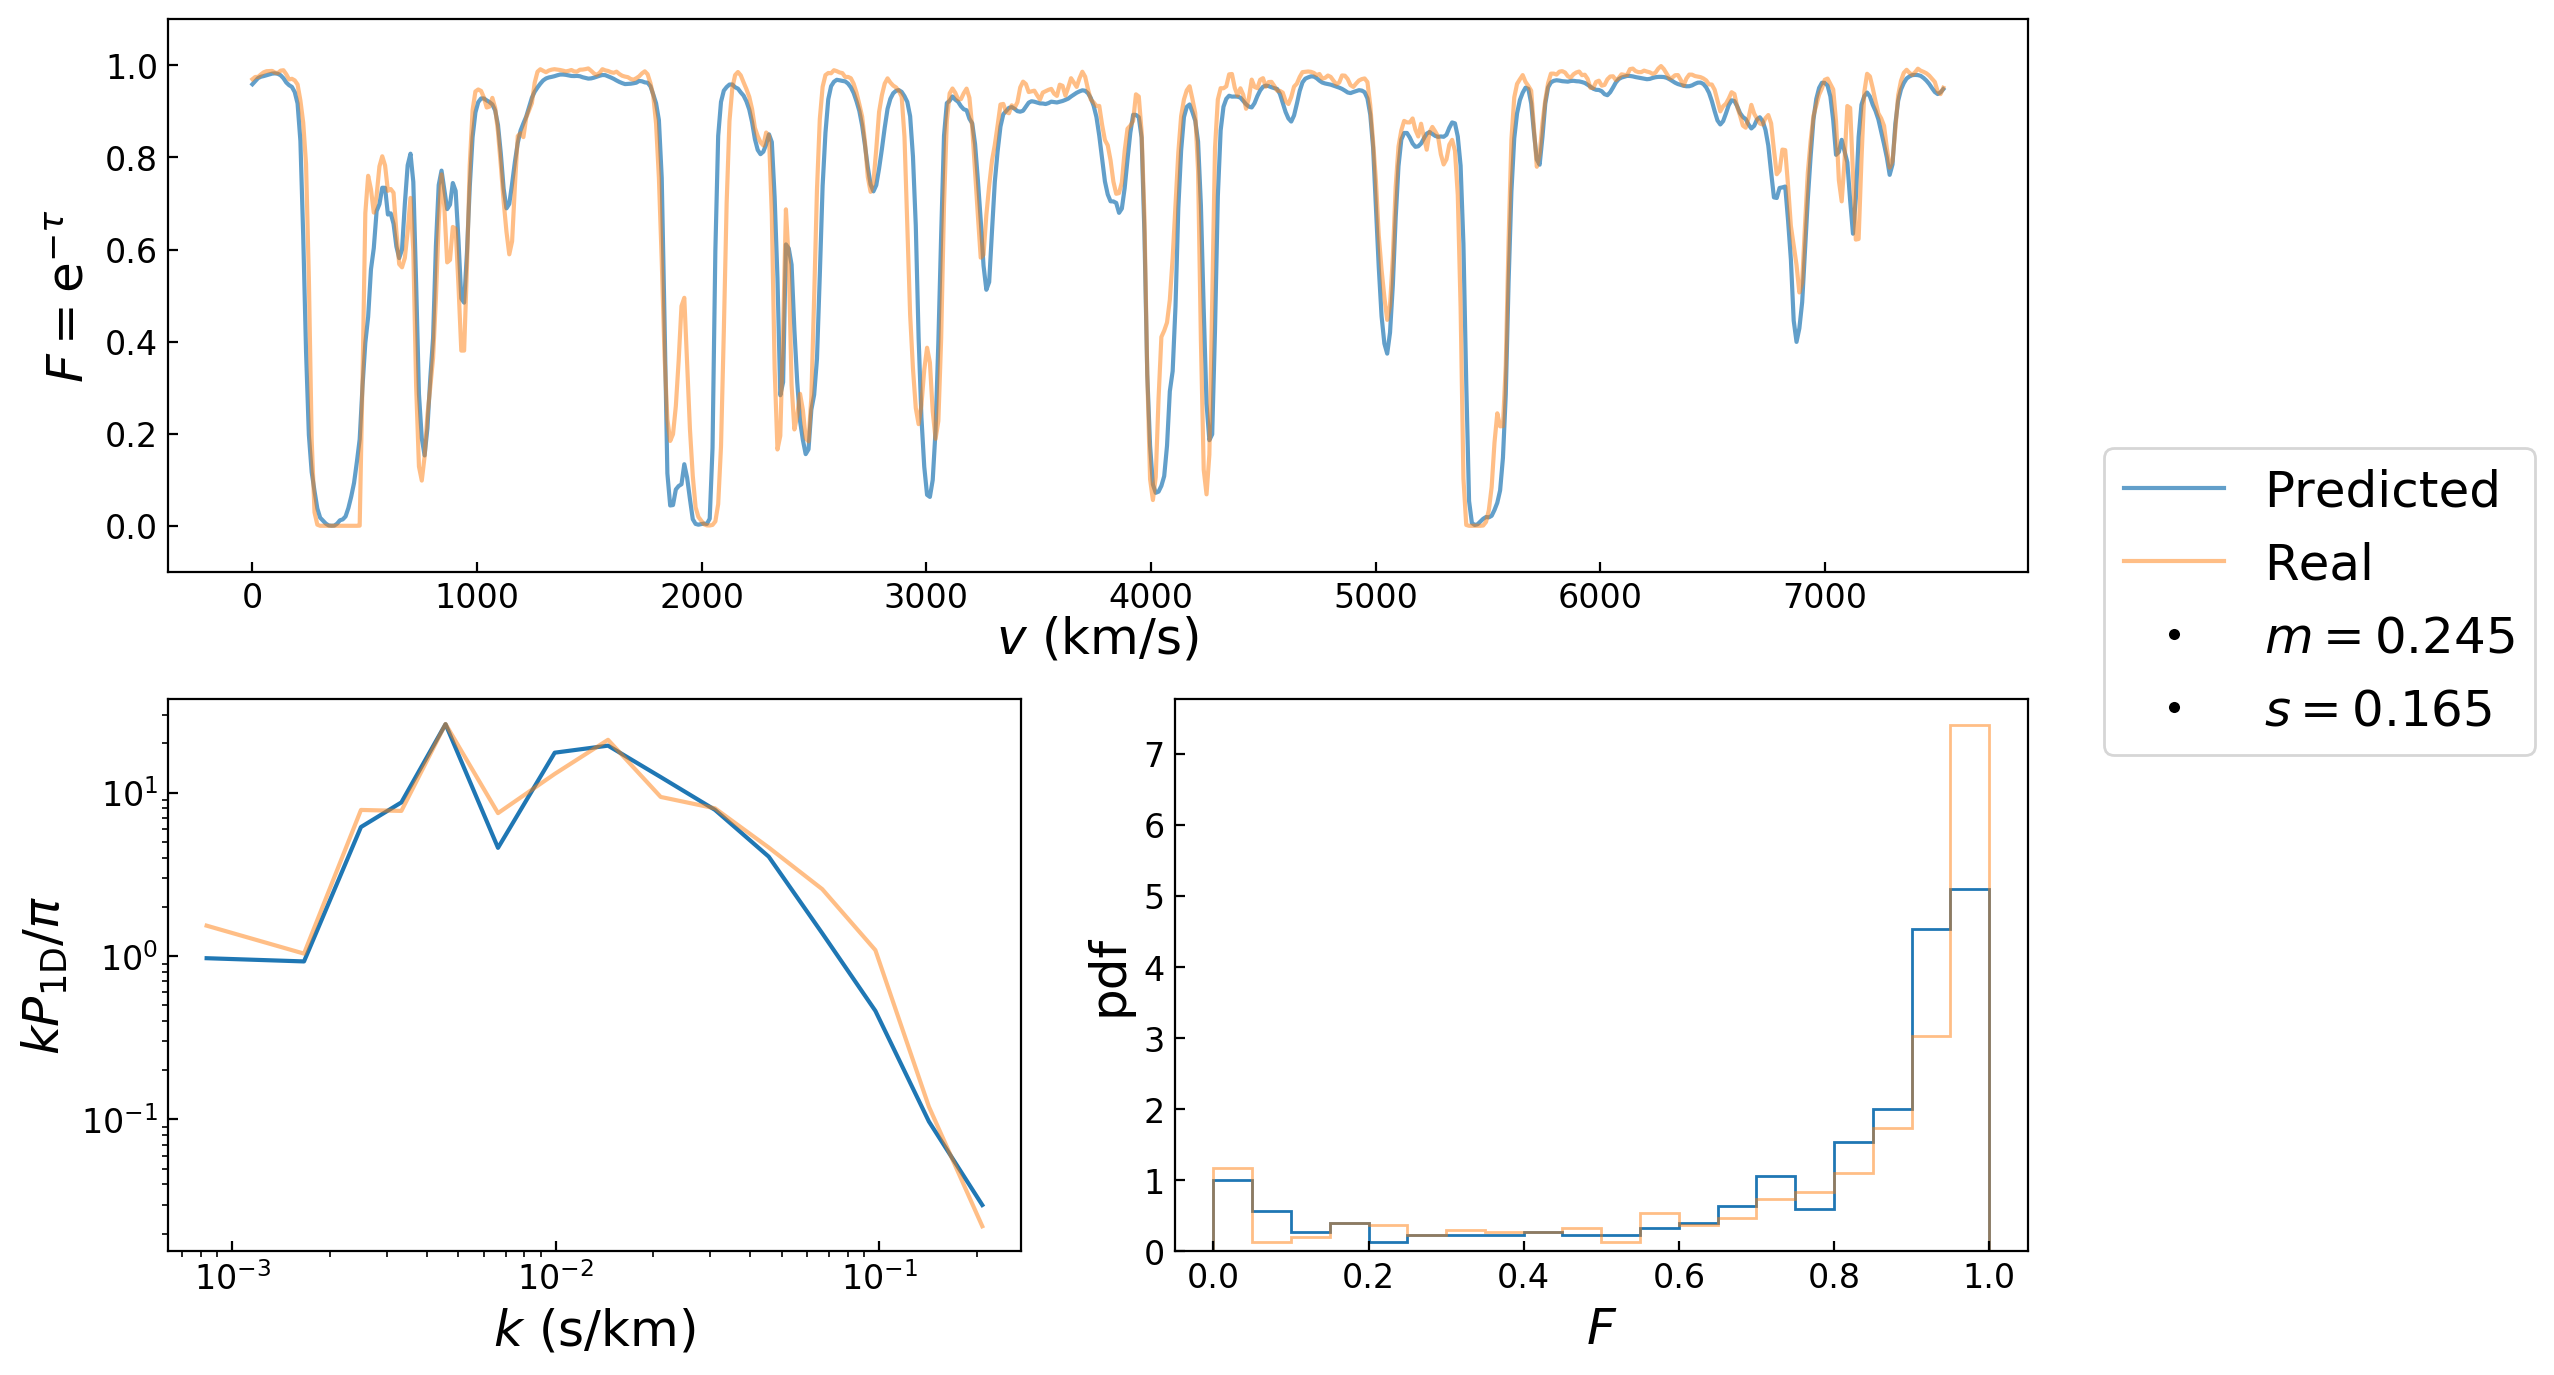 F = e^{−τ}
1.0
0.8
0.6
0.4
0.2
0.0
0 1000 2000 3000 4000 5000 6000 7000
v (km/s)
Predicted
Real
m = 0.245
s = 0.165
kP_{1D}/π
10^1
10^0
10^{−1}
10^{−3} 10^{−2} 10^{−1}
k (s/km)
pdf
7
6
5
4
3
2
1
0
0.0 0.2 0.4 0.6 0.8 1.0
F